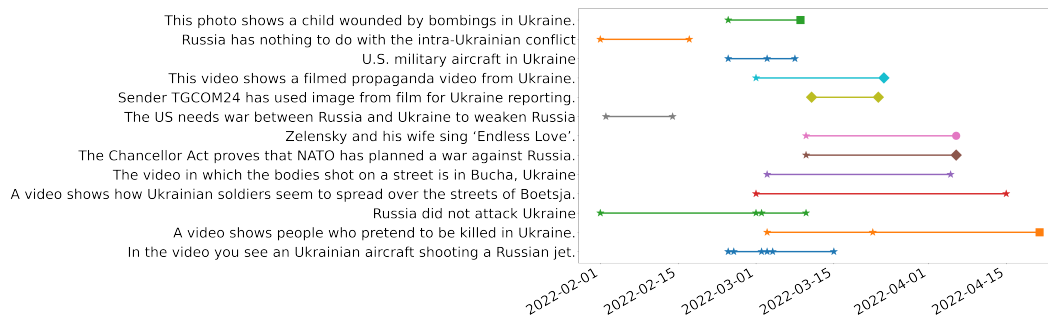 This photo shows a child wounded by bombings in Ukraine.
Russia has nothing to do with the intra-Ukrainian conflict
U.S. military aircraft in Ukraine
This video shows a filmed propaganda video from Ukraine.
Sender TGCOM24 has used image from film for Ukraine reporting.
The US needs war between Russia and Ukraine to weaken Russia
Zelensky and his wife sing ‘Endless Love’.
The Chancellor Act proves that NATO has planned a war against Russia.
The video in which the bodies shot on a street is in Bucha, Ukraine
A video shows how Ukrainian soldiers seem to spread over the streets of Boetsja.
Russia did not attack Ukraine
A video shows people who pretend to be killed in Ukraine.
In the video you see an Ukrainian aircraft shooting a Russian jet.
2022-02-01
2022-02-15
2022-03-01
2022-03-15
2022-04-01
2022-04-15